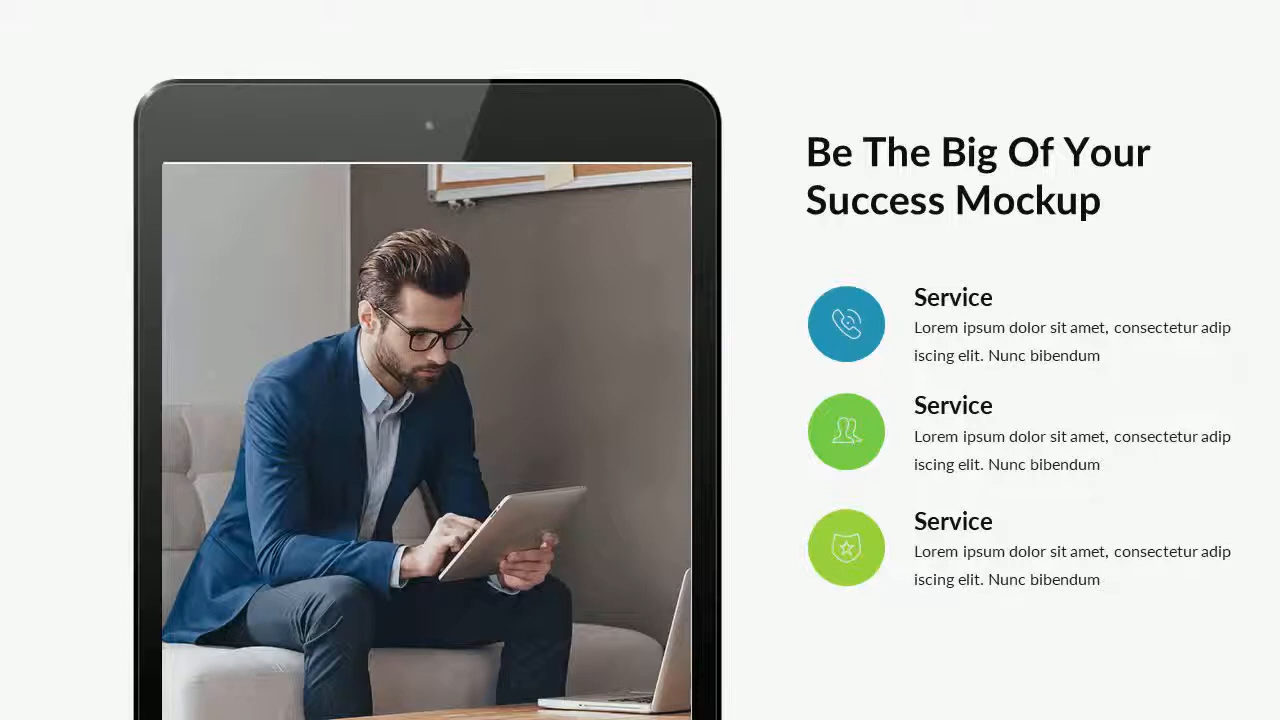 Be The Big Of Your
Success Mockup
Service
Lorem ipsum dolor sit amet, consectetur adip
iscing elit. Nunc bibendum
Service
Lorem ipsum dolor sit amet, consectetur adip
iscing elit. Nunc bibendum
Service
Lorem ipsum dolor sit amet, consectetur adip
iscing elit. Nunc bibendum